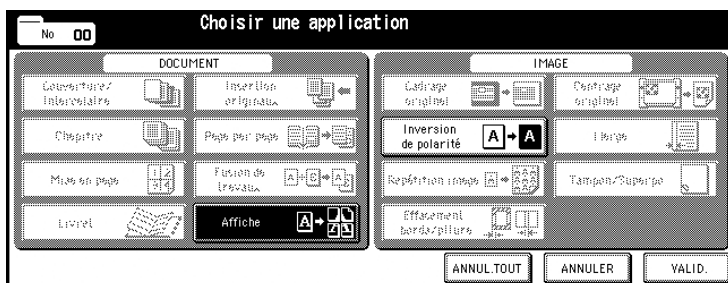 No 00
Choisir une application
DOCUMENT
IMAGE
Couverture/
Intercalaire
Insertion
originaux
Cadrage
originel
Centrage
originel
Chapitre
Page par page
Inversion
de polarité
Marge
Mise en page
Fusion de
travaux
Répétition image
Tampon/Superpo
Livret
Affiche
Effacement
bords/pliure
ANNUL.TOUT
ANNULER
VALID.